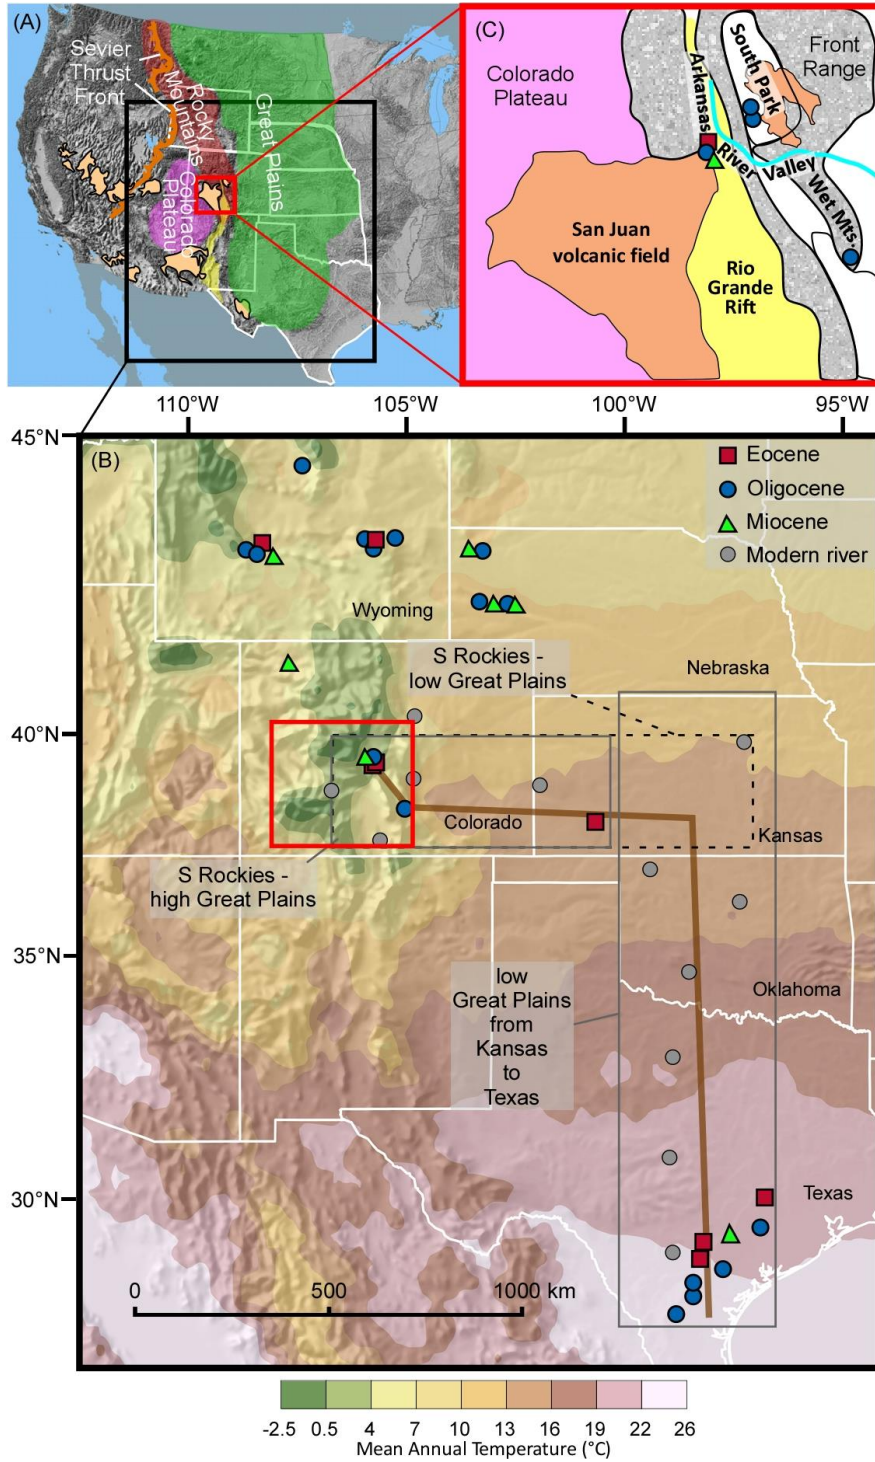 (A)
Sevier
Thrust
Front
Rocky
Mountains
Great Plains
Colorado
Plateau
(C)
Colorado
Plateau
Arkansas
River
Valley
South Park
Front
Range
Wet Mts.
San Juan
volcanic field
Rio
Grande
Rift
110°W
105°W
100°W
95°W
45°N
40°N
35°N
30°N
(B)
Eocene
Oligocene
Miocene
Modern river
Wyoming
S Rockies -
low Great Plains
Nebraska
Colorado
Kansas
S Rockies -
high Great Plains
low
Great Plains
from
Kansas
to
Texas
Oklahoma
Texas
0 500 1000 km
-2.5 0.5 4 7 10 13 16 19 22 26
Mean Annual Temperature (°C)